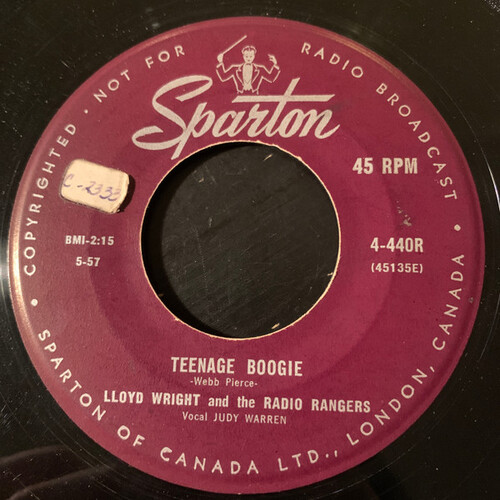 COPYRIGHTED · NOT FOR RADIO BROADCAST ·
Sparton
45 RPM
C-2332
BMI-2:15
5-57
4-440R
(45135E)
TEENAGE BOOGIE
-Webb Pierce-
LLOYD WRIGHT and the RADIO RANGERS
Vocal JUDY WARREN
SPARTON OF CANADA LTD., LONDON, CANADA ·